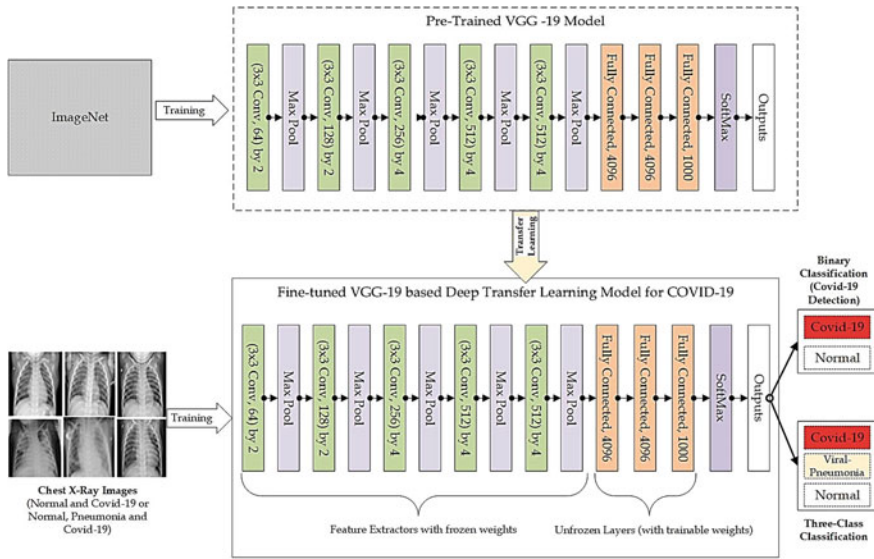 Pre-Trained VGG -19 Model
ImageNet
Training
(3x3 Conv, 64) by 2
Max Pool
(3x3 Conv, 128) by 2
Max Pool
(3x3 Conv, 256) by 4
Max Pool
(3x3 Conv, 512) by 4
Max Pool
(3x3 Conv, 512) by 4
Max Pool
Fully Connected, 4096
Fully Connected, 4096
Fully Connected, 1000
SoftMax
Outputs
Transfer
Learning
Fine-tuned VGG-19 based Deep Transfer Learning Model for COVID-19
Training
(3x3 Conv, 64) by 2
Max Pool
(3x3 Conv, 128) by 2
Max Pool
(3x3 Conv, 256) by 4
Max Pool
(3x3 Conv, 512) by 4
Max Pool
(3x3 Conv, 512) by 4
Max Pool
Fully Connected, 4096
Fully Connected, 4096
Fully Connected, 1000
SoftMax
Outputs
Feature Extractors with frozen weights
Unfrozen Layers (with trainable weights)
Chest X-Ray Images
(Normal and Covid-19 or
Normal, Pneumonia and
Covid-19)
Binary
Classification
(Covid-19
Detection)
Covid-19
Normal
Covid-19
Viral-
Pneumonia
Normal
Three-Class
Classification